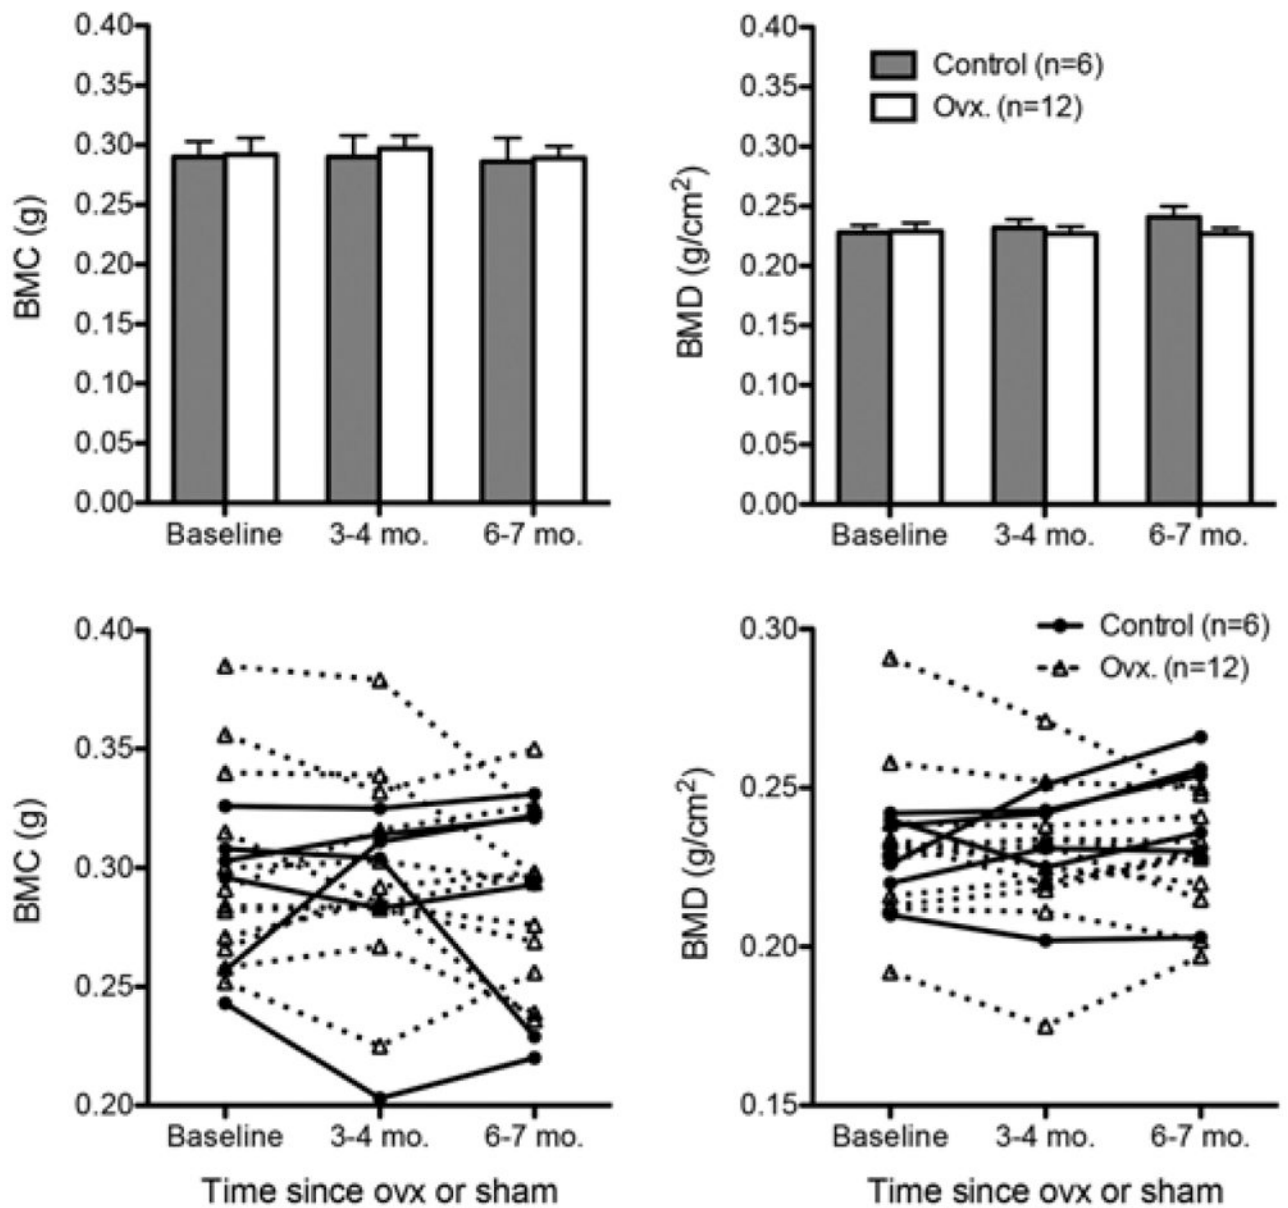 0.40
0.35
0.30
0.25
0.20
0.15
0.10
0.05
0.00
BMC (g)
Baseline 3-4 mo. 6-7 mo.
0.40
0.35
0.30
0.25
0.20
0.15
0.10
0.05
0.00
BMD (g/cm²)
Control (n=6)
Ovx. (n=12)
Baseline 3-4 mo. 6-7 mo.
0.40
0.35
0.30
0.25
0.20
BMC (g)
Baseline 3-4 mo. 6-7 mo.
Time since ovx or sham
0.30
0.25
0.20
0.15
BMD (g/cm²)
Control (n=6)
Ovx. (n=12)
Baseline 3-4 mo. 6-7 mo.
Time since ovx or sham